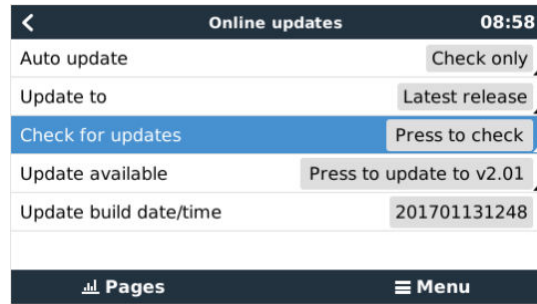 Online updates 08:58
Auto update Check only
Update to Latest release
Check for updates Press to check
Update available Press to update to v2.01
Update build date/time 201701131248
Pages Menu